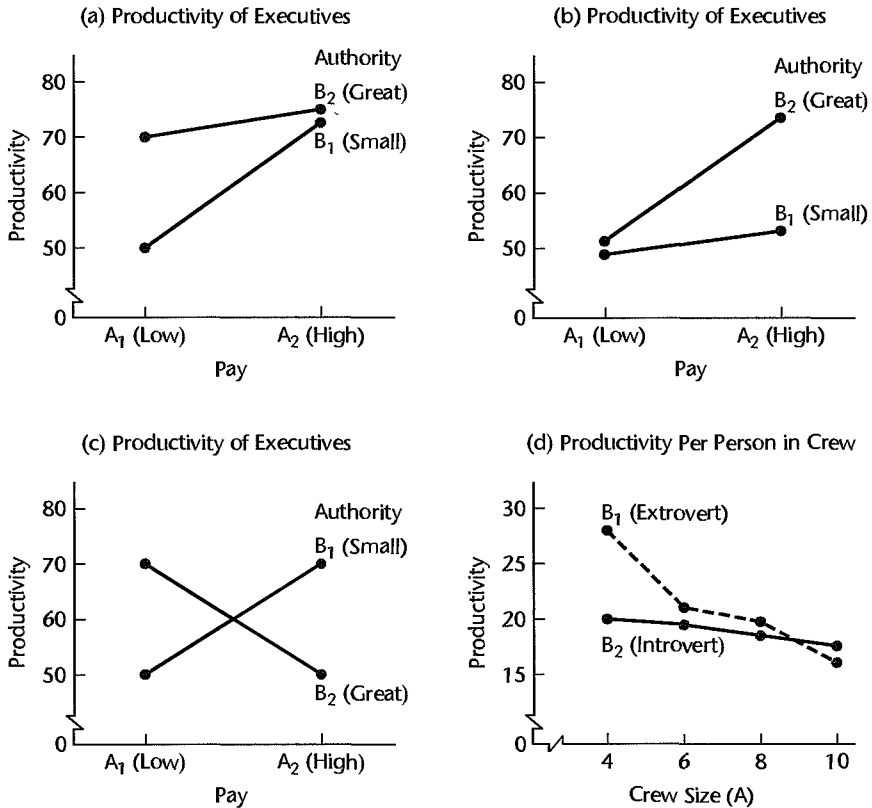 (a) Productivity of Executives
Productivity
80
70
50
0
Authority
B2 (Great)
B1 (Small)
A1 (Low)
A2 (High)
Pay
(b) Productivity of Executives
Productivity
80
70
50
0
Authority
B2 (Great)
B1 (Small)
A1 (Low)
A2 (High)
Pay
(c) Productivity of Executives
Productivity
80
70
60
50
0
Authority
B1 (Small)
B2 (Great)
A1 (Low)
A2 (High)
Pay
(d) Productivity Per Person in Crew
Productivity
30
25
20
15
0
B1 (Extrovert)
B2 (Introvert)
4
6
8
10
Crew Size (A)